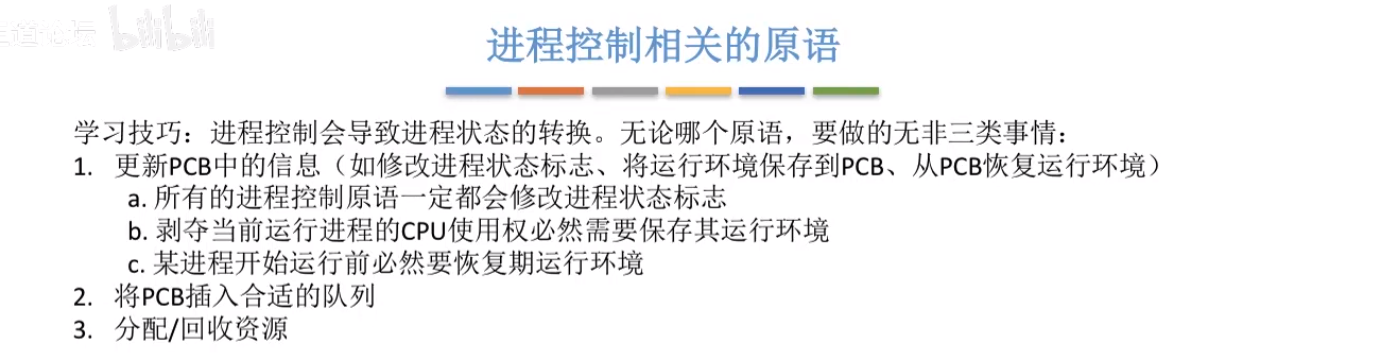 bilibili
进程控制相关的原语
学习技巧：进程控制会导致进程状态的转换。无论哪个原语，要做的无非三类事情：
1. 更新PCB中的信息（如修改进程状态标志、将运行环境保存到PCB、从PCB恢复运行环境）
a. 所有的进程控制原语一定都会修改进程状态标志
b. 剥夺当前运行进程的CPU使用权必然需要保存其运行环境
c. 某进程开始运行前必然要恢复期运行环境
2. 将PCB插入合适的队列
3. 分配/回收资源